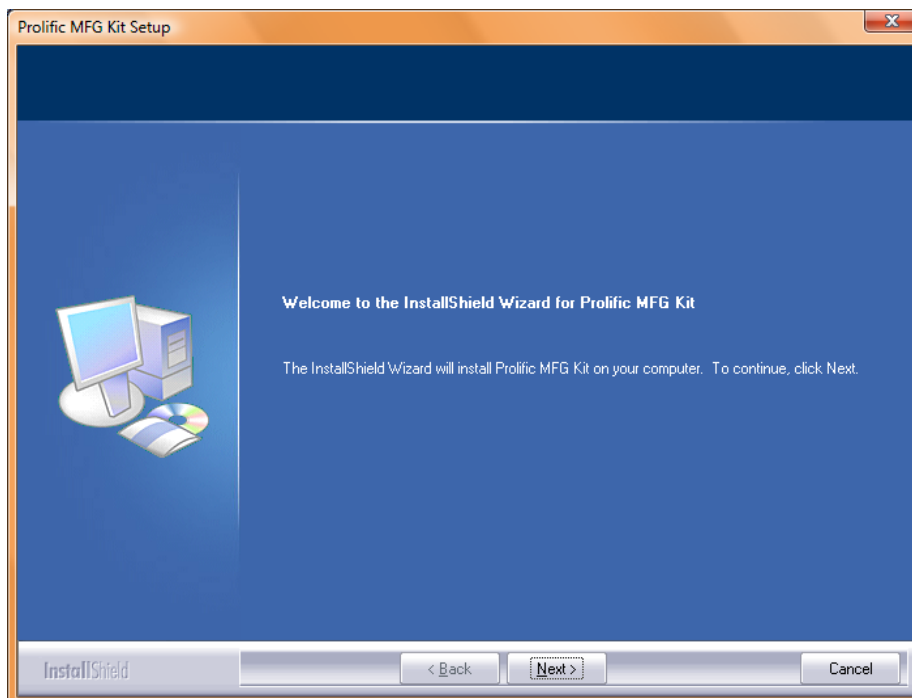 Prolific MFG Kit Setup
Welcome to the InstallShield Wizard for Prolific MFG Kit
The InstallShield Wizard will install Prolific MFG Kit on your computer. To continue, click Next.
InstallShield
< Back
Next >
Cancel